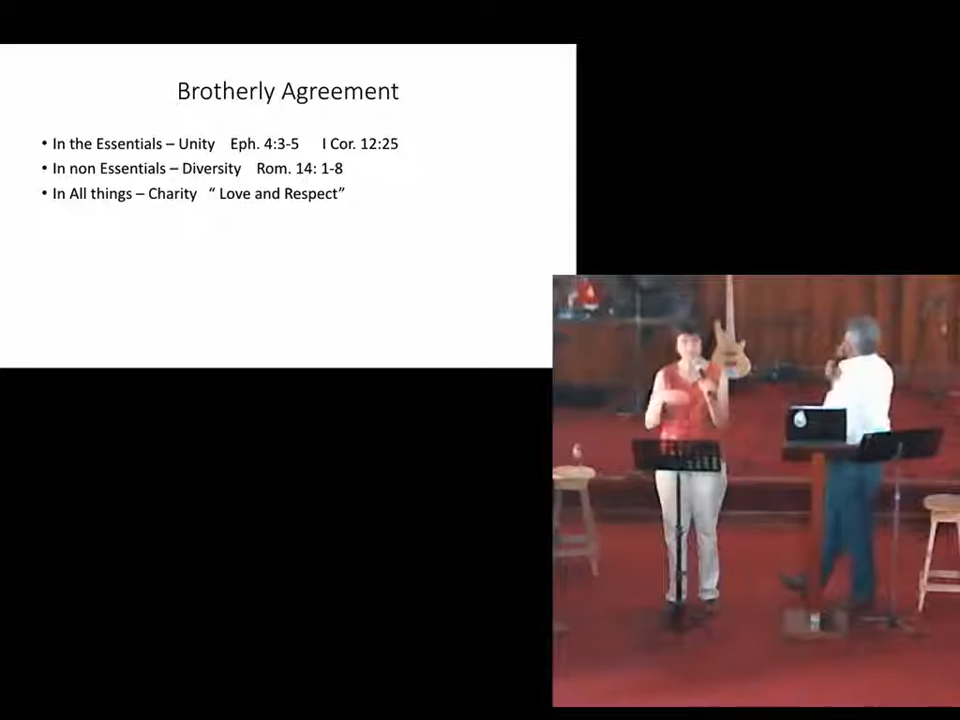 Brotherly Agreement
• In the Essentials – Unity Eph. 4:3-5 I Cor. 12:25
• In non Essentials – Diversity Rom. 14: 1-8
• In All things – Charity “ Love and Respect”